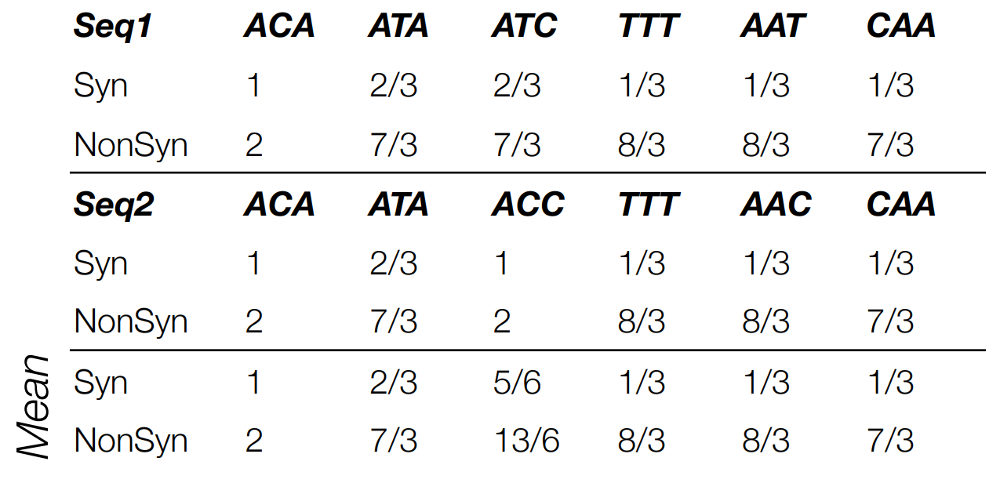 Seq1 ACA ATA ATC TTT AAT CAA
Syn 1 2/3 2/3 1/3 1/3 1/3
NonSyn 2 7/3 7/3 8/3 8/3 7/3
Seq2 ACA ATA ACC TTT AAC CAA
Syn 1 2/3 1 1/3 1/3 1/3
NonSyn 2 7/3 2 8/3 8/3 7/3
Mean
Syn 1 2/3 5/6 1/3 1/3 1/3
NonSyn 2 7/3 13/6 8/3 8/3 7/3